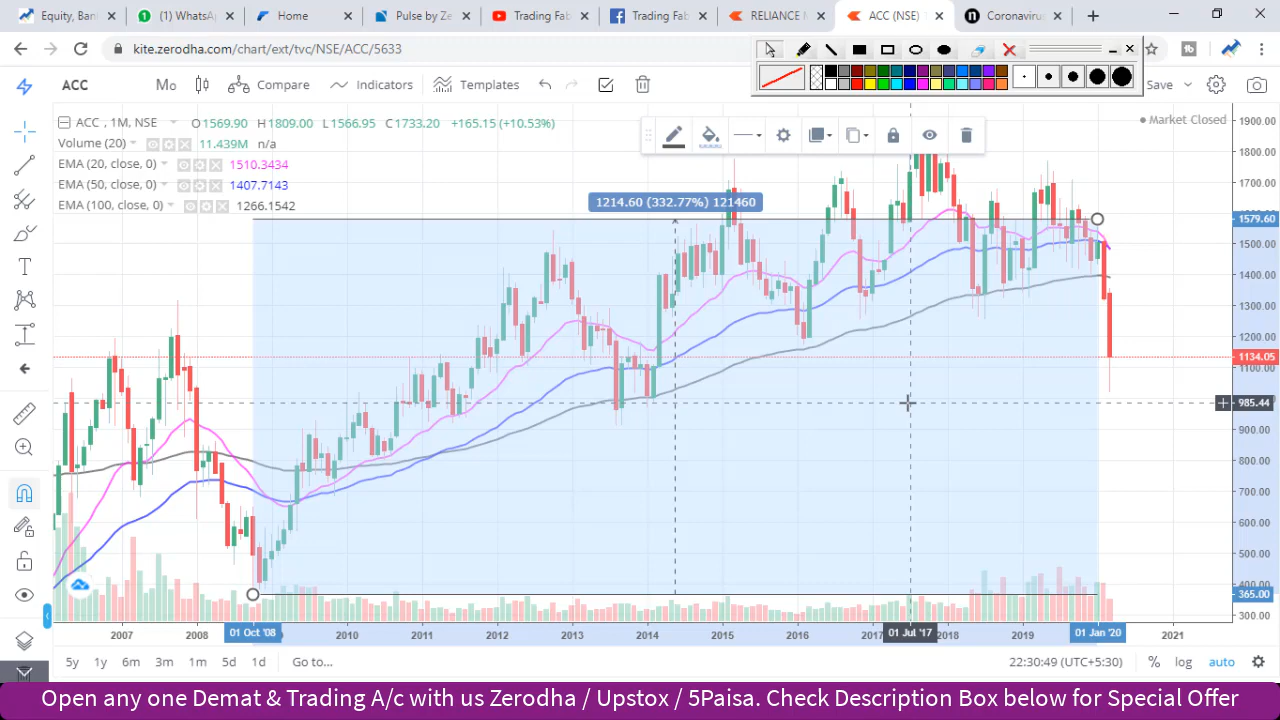 Equity, Ban
(1) WhatsA
Home
Pulse by Ze
Trading Fab
Trading Fab
RELIANCE M
ACC (NSE)
Coronavirus
kite.zerodha.com/chart/ext/tvc/NSE/ACC/5633
ACC
Mo
Compare
Indicators
Templates
Save
ACC , 1M, NSE
O1569.90 H1809.00 L1566.95 C1733.20 +165.15 (+10.53%)
Market Closed
Volume (20) 11.439M n/a
EMA (20, close, 0) 1510.3434
EMA (50, close, 0) 1407.7143
EMA (100, close, 0) 1266.1542
1214.60 (332.77%) 121460
1900.00
1800.00
1700.00
1579.60
1500.00
1400.00
1300.00
1200.00
1134.05
1100.00
985.44
900.00
800.00
700.00
600.00
500.00
400.00
365.00
300.00
2007 2008 01 Oct '08 2010 2011 2012 2013 2014 2015 2016 2017 01 Jul '17 2018 2019 01 Jan '20 2021
5y 1y 6m 3m 1m 5d 1d Go to...
22:30:49 (UTC+5:30) % log auto
Open any one Demat & Trading A/c with us Zerodha / Upstox / 5Paisa. Check Description Box below for Special Offer